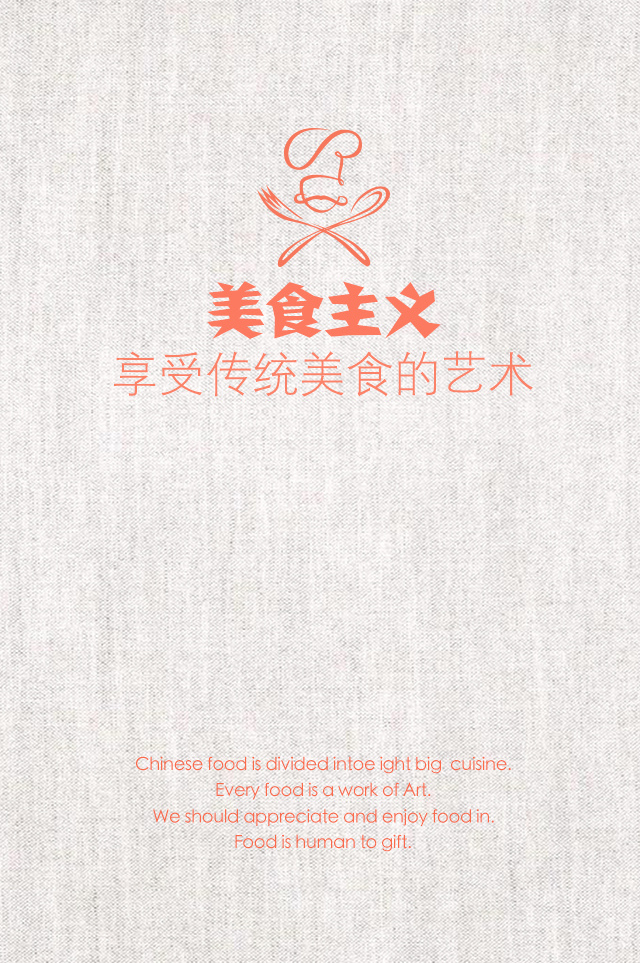 美食主义
享受传统美食的艺术
Chinese food is divided intoe ight big cuisine.
Every food is a work of Art.
We should appreciate and enjoy food in.
Food is human to gift.